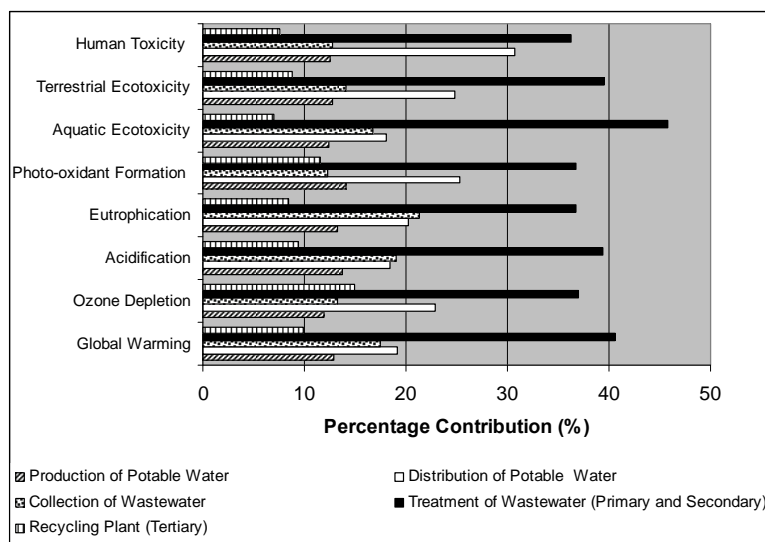 Human Toxicity
Terrestrial Ecotoxicity
Aquatic Ecotoxicity
Photo-oxidant Formation
Eutrophication
Acidification
Ozone Depletion
Global Warming
0 10 20 30 40 50
Percentage Contribution (%)
Production of Potable Water
Distribution of Potable Water
Collection of Wastewater
Treatment of Wastewater (Primary and Secondary)
Recycling Plant (Tertiary)